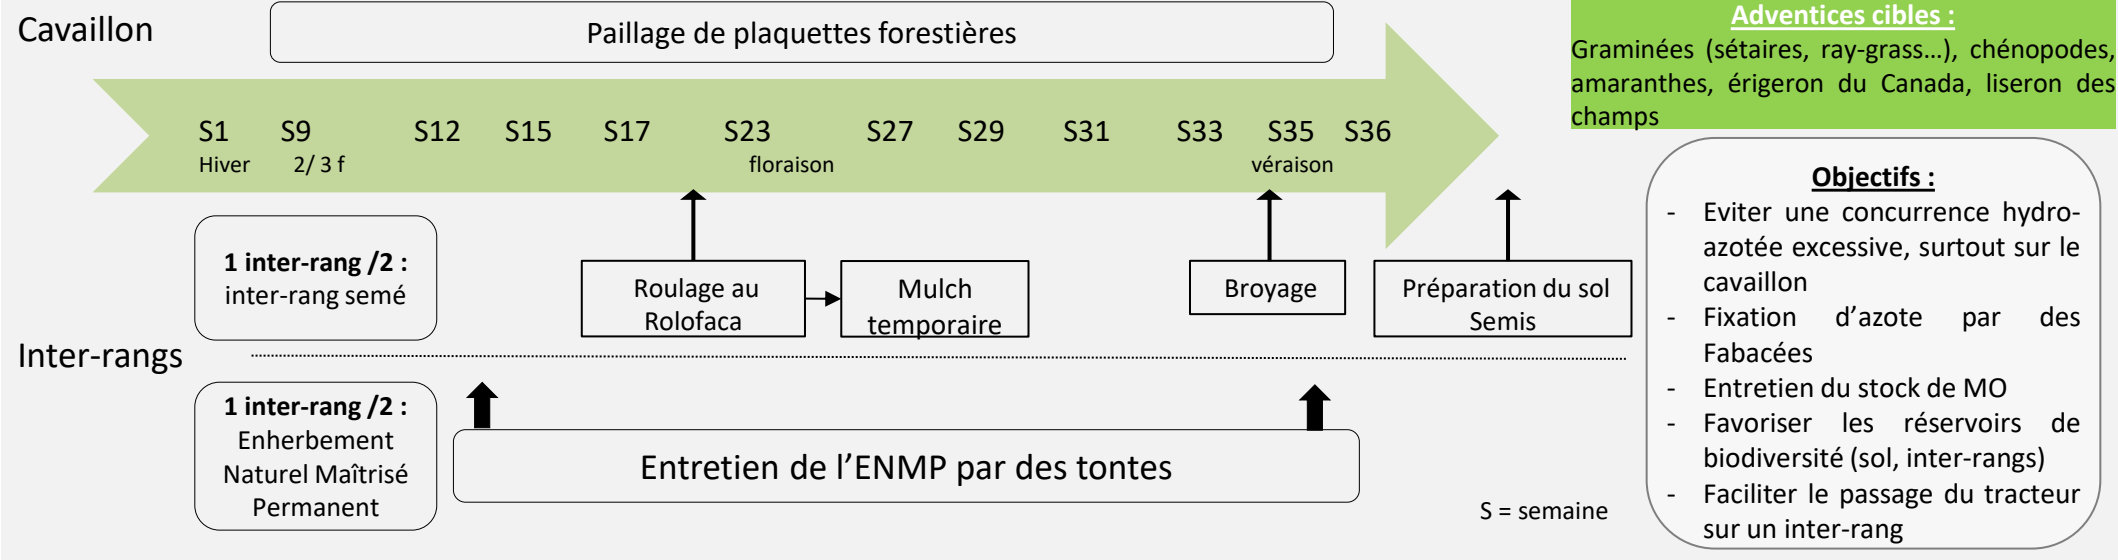 Cavaillon
Paillage de plaquettes forestières
S1 S9 S12 S15 S17 S23 S27 S29 S31 S33 S35 S36
Hiver 2/ 3 f floraison véraison
1 inter-rang /2 :
inter-rang semé
Roulage au
Rolofaca
Mulch
temporaire
Broyage
Préparation du sol
Semis
Inter-rangs
1 inter-rang /2 :
Enherbement
Naturel Maîtrisé
Permanent
Entretien de l’ENMP par des tontes
S = semaine
Adventices cibles :
Graminées (sétaires, ray-grass…), chénopodes,
amaranthes, érigeron du Canada, liseron des
champs
Objectifs :
- Eviter une concurrence hydro-
azotée excessive, surtout sur le
cavaillon
- Fixation d’azote par des
Fabacées
- Entretien du stock de MO
- Favoriser les réservoirs de
biodiversité (sol, inter-rangs)
- Faciliter le passage du tracteur
sur un inter-rang